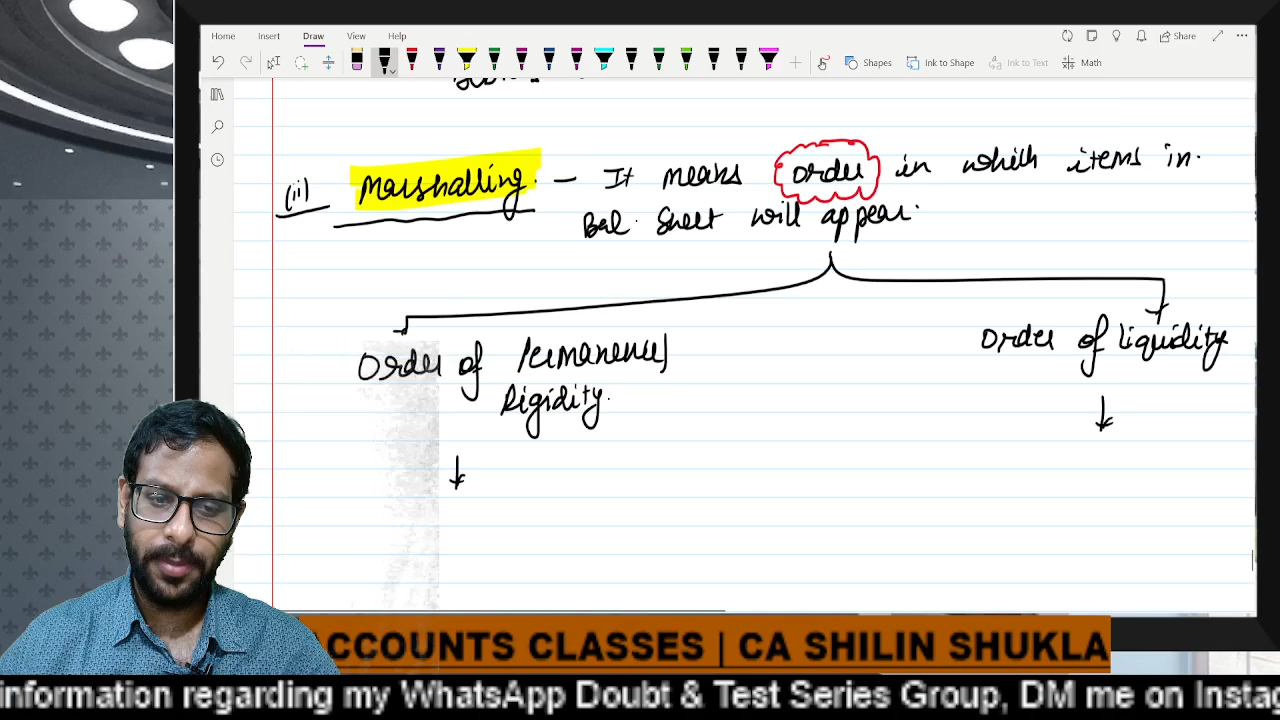 Home Insert Draw View Help
Share
Shapes Ink to Shape Ink to Text Math
(ii) Marshalling. – It means order in which items in.
Bal. Sheet will appear.
Order of Permanence/
Rigidity.
Order of liquidity
ACCOUNTS CLASSES | CA SHILIN SHUKLA
information regarding my WhatsApp Doubt & Test Series Group, DM me on Instag